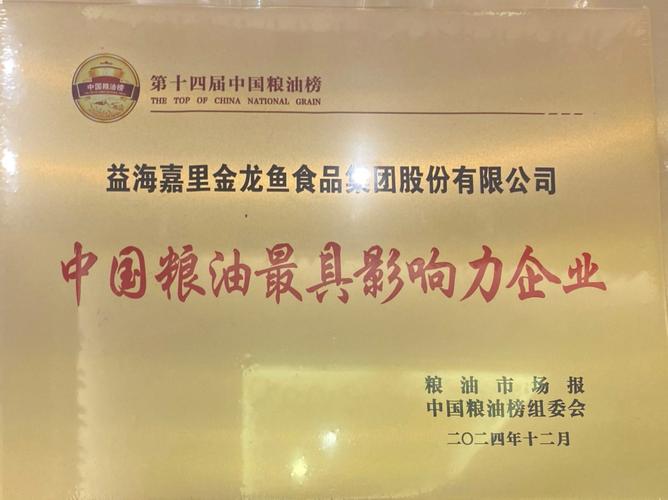 中国粮油榜
第十四届中国粮油榜
THE TOP OF CHINA NATIONAL GRAIN
益海嘉里金龙鱼食品集团股份有限公司
中国粮油最具影响力企业
粮油市场报
中国粮油榜组委会
二〇二四年十二月